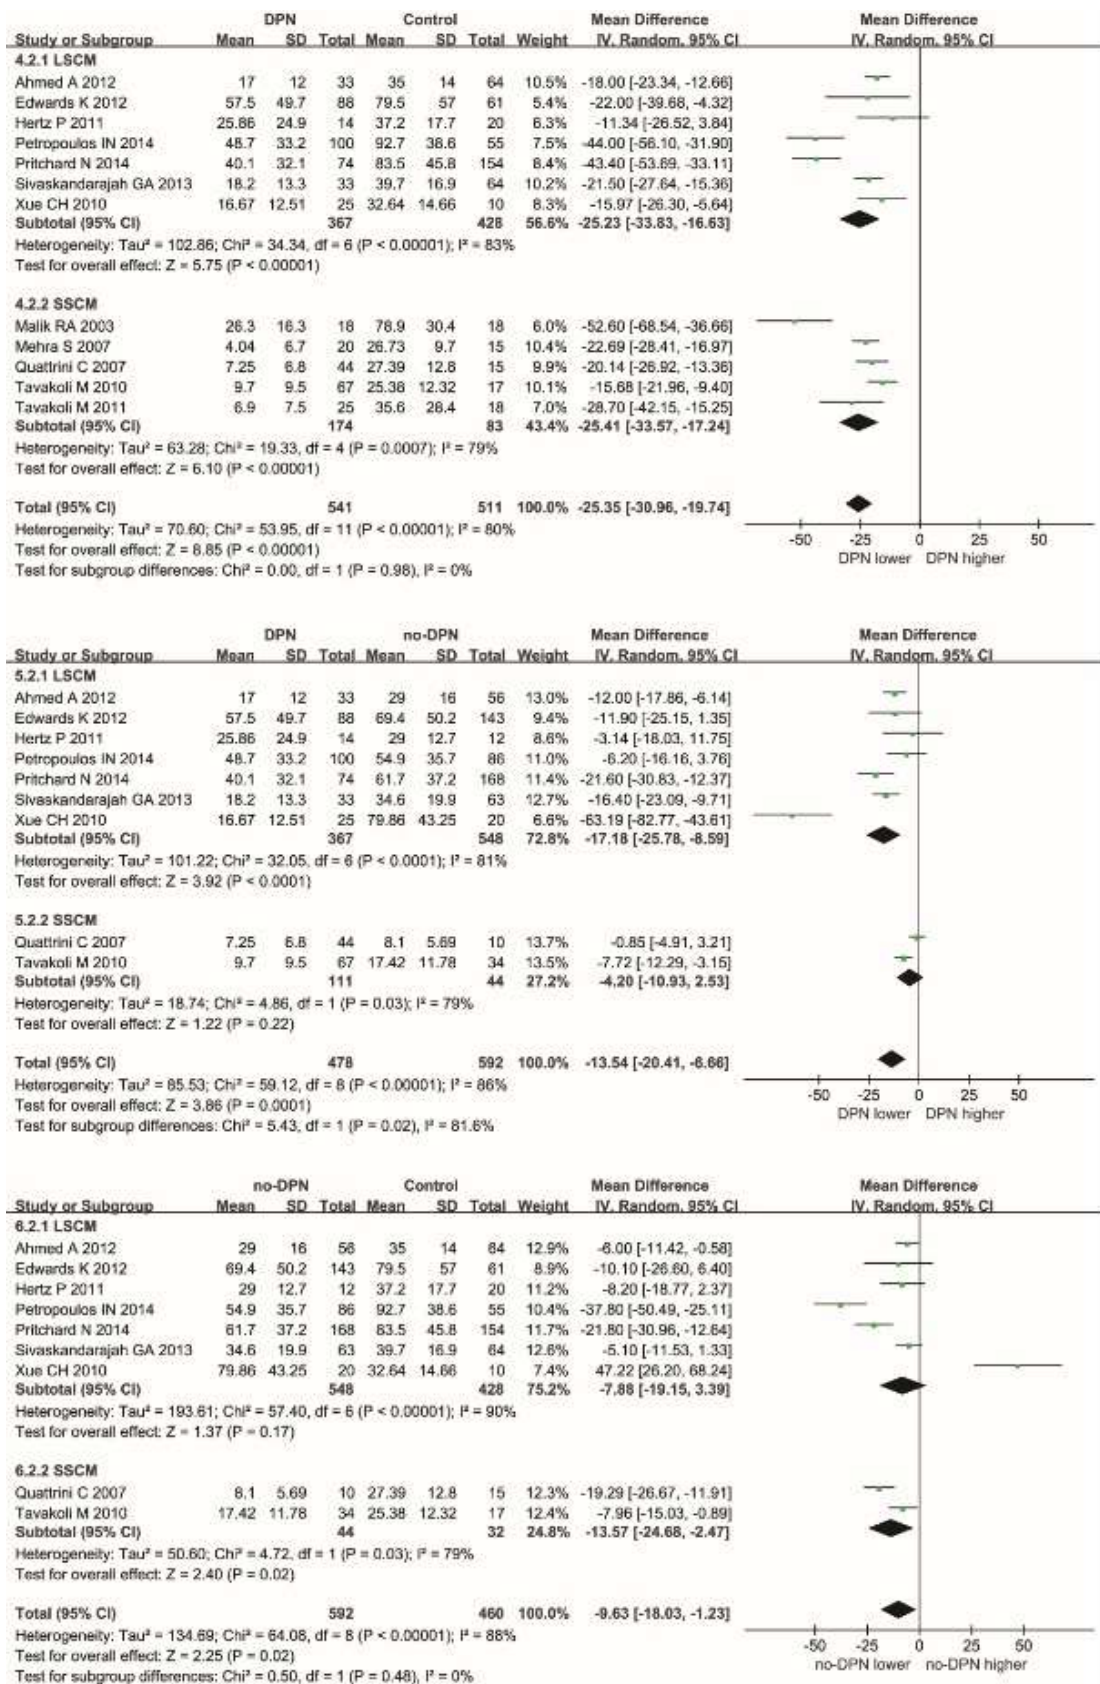 DPN Control Mean Difference Mean Difference
Study or Subgroup Mean SD Total Mean SD Total Weight IV, Random, 95% CI IV, Random, 95% CI
4.2.1 LSCM
Ahmed A 2012 17 12 33 35 14 64 10.5% -18.00 [-23.34, -12.66]
Edwards K 2012 57.5 49.7 88 79.5 57 61 5.4% -22.00 [-39.68, -4.32]
Hertz P 2011 25.86 24.9 14 37.2 17.7 20 6.3% -11.34 [-26.52, 3.84]
Petropoulos IN 2014 48.7 33.2 100 92.7 38.6 55 7.5% -44.00 [-56.10, -31.90]
Pritchard N 2014 40.1 32.1 74 83.5 45.8 154 8.4% -43.40 [-53.69, -33.11]
Sivaskandarajah GA 2013 18.2 13.3 33 39.7 16.9 64 10.2% -21.50 [-27.64, -15.36]
Xue CH 2010 16.67 12.51 25 32.64 14.66 10 8.4% -15.97 [-26.30, -5.64]
Subtotal (95% CI) 367 428 56.6% -25.23 [-33.83, -16.63]
Heterogeneity: Tau² = 102.86; Chi² = 34.34, df = 6 (P < 0.00001); I² = 83%
Test for overall effect: Z = 5.75 (P < 0.00001)
4.2.2 SSCM
Malik RA 2003 26.3 16.3 18 78.9 30.4 18 6.0% -52.60 [-68.54, -36.66]
Mehra S 2007 4.04 6.7 20 26.73 9.7 15 10.4% -22.69 [-28.41, -16.97]
Quattrini C 2007 7.25 6.8 44 27.39 12.8 15 9.9% -20.14 [-26.92, -13.36]
Tavakoli M 2010 9.7 9.5 67 25.38 12.32 17 10.1% -15.68 [-21.96, -9.40]
Tavakoli M 2011 6.9 7.5 25 35.6 28.4 18 7.0% -28.70 [-42.15, -15.25]
Subtotal (95% CI) 174 83 43.4% -25.41 [-33.57, -17.24]
Heterogeneity: Tau² = 63.28; Chi² = 19.33, df = 4 (P = 0.0007); I² = 79%
Test for overall effect: Z = 6.10 (P < 0.00001)
Total (95% CI) 541 511 100.0% -25.35 [-30.96, -19.74]
Heterogeneity: Tau² = 70.60; Chi² = 53.95, df = 11 (P < 0.00001); I² = 80%
Test for overall effect: Z = 8.85 (P < 0.00001)
Test for subgroup differences: Chi² = 0.00, df = 1 (P = 0.98), I² = 0%
-50 -25 0 25 50
DPN lower DPN higher
DPN no-DPN Mean Difference Mean Difference
Study or Subgroup Mean SD Total Mean SD Total Weight IV, Random, 95% CI IV, Random, 95% CI
5.2.1 LSCM
Ahmed A 2012 17 12 33 29 16 56 13.0% -12.00 [-17.86, -6.14]
Edwards K 2012 57.5 49.7 88 69.4 50.2 143 9.4% -11.90 [-25.15, 1.35]
Hertz P 2011 25.86 24.9 14 29 12.7 12 8.6% -3.14 [-18.03, 11.75]
Petropoulos IN 2014 48.7 33.2 100 54.9 35.7 86 11.0% -6.20 [-16.16, 3.76]
Pritchard N 2014 40.1 32.1 74 61.7 37.2 168 11.4% -21.60 [-30.83, -12.37]
Sivaskandarajah GA 2013 18.2 13.3 33 34.6 19.9 63 12.7% -16.40 [-23.09, -9.71]
Xue CH 2010 16.67 12.51 25 79.86 43.25 20 6.6% -63.19 [-82.77, -43.61]
Subtotal (95% CI) 367 548 72.8% -17.18 [-25.78, -8.59]
Heterogeneity: Tau² = 101.22; Chi² = 32.05, df = 6 (P < 0.0001); I² = 81%
Test for overall effect: Z = 3.92 (P < 0.0001)
5.2.2 SSCM
Quattrini C 2007 7.25 6.8 44 8.1 5.69 10 13.7% -0.85 [-4.91, 3.21]
Tavakoli M 2010 9.7 9.5 67 17.42 11.78 34 13.5% -7.72 [-12.29, -3.15]
Subtotal (95% CI) 111 44 27.2% -4.20 [-10.93, 2.53]
Heterogeneity: Tau² = 18.74; Chi² = 4.86, df = 1 (P = 0.03); I² = 79%
Test for overall effect: Z = 1.22 (P = 0.22)
Total (95% CI) 478 592 100.0% -13.54 [-20.41, -6.66]
Heterogeneity: Tau² = 85.53; Chi² = 59.12, df = 8 (P < 0.00001); I² = 86%
Test for overall effect: Z = 3.86 (P = 0.0001)
Test for subgroup differences: Chi² = 5.43, df = 1 (P = 0.02), I² = 81.6%
-50 -25 0 25 50
DPN lower DPN higher
no-DPN Control Mean Difference Mean Difference
Study or Subgroup Mean SD Total Mean SD Total Weight IV, Random, 95% CI IV, Random, 95% CI
6.2.1 LSCM
Ahmed A 2012 29 16 56 35 14 64 12.9% -6.00 [-11.42, -0.58]
Edwards K 2012 69.4 50.2 143 79.5 57 61 8.9% -10.10 [-26.60, 6.40]
Hertz P 2011 29 12.7 12 37.2 17.7 20 11.2% -8.20 [-18.77, 2.37]
Petropoulos IN 2014 54.9 35.7 86 92.7 38.6 55 10.4% -37.80 [-50.49, -25.11]
Pritchard N 2014 61.7 37.2 168 83.5 45.8 154 11.7% -21.80 [-30.96, -12.64]
Sivaskandarajah GA 2013 34.6 19.9 63 39.7 16.9 64 12.6% -5.10 [-11.53, 1.33]
Xue CH 2010 79.86 43.25 20 32.64 14.66 10 7.4% 47.22 [26.20, 68.24]
Subtotal (95% CI) 548 428 75.2% -7.88 [-19.15, 3.39]
Heterogeneity: Tau² = 193.61; Chi² = 57.40, df = 6 (P < 0.00001); I² = 90%
Test for overall effect: Z = 1.37 (P = 0.17)
6.2.2 SSCM
Quattrini C 2007 8.1 5.69 10 27.39 12.8 15 12.3% -19.29 [-26.67, -11.91]
Tavakoli M 2010 17.42 11.78 34 25.38 12.32 17 12.4% -7.96 [-15.03, -0.89]
Subtotal (95% CI) 44 32 24.8% -13.57 [-24.68, -2.47]
Heterogeneity: Tau² = 50.60; Chi² = 4.72, df = 1 (P = 0.03); I² = 79%
Test for overall effect: Z = 2.40 (P = 0.02)
Total (95% CI) 592 460 100.0% -9.63 [-18.03, -1.23]
Heterogeneity: Tau² = 134.69; Chi² = 64.08, df = 8 (P < 0.00001); I² = 88%
Test for overall effect: Z = 2.25 (P = 0.02)
Test for subgroup differences: Chi² = 0.50, df = 1 (P = 0.48), I² = 0%
-50 -25 0 25 50
no-DPN lower no-DPN higher